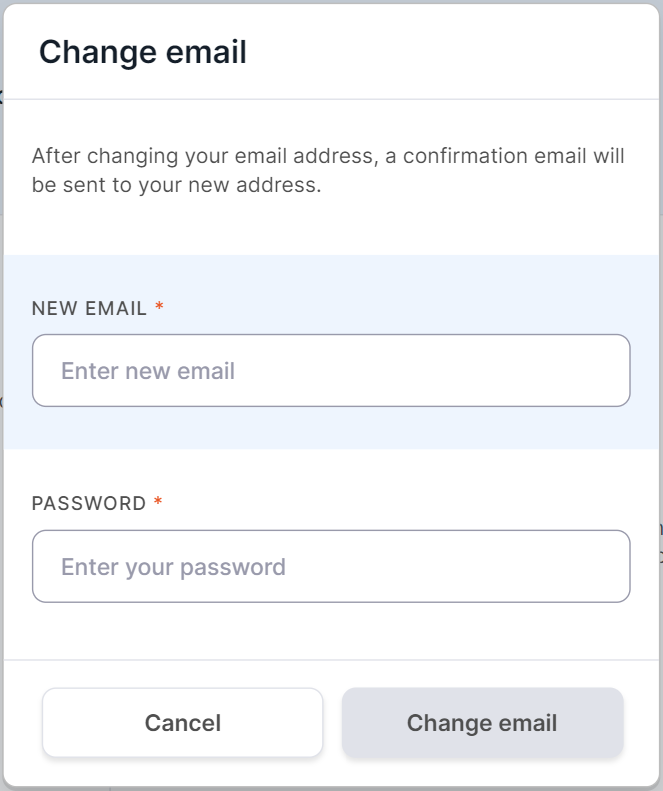 Change email
After changing your email address, a confirmation email will
be sent to your new address.
NEW EMAIL *
Enter new email
PASSWORD *
Enter your password
Cancel
Change email